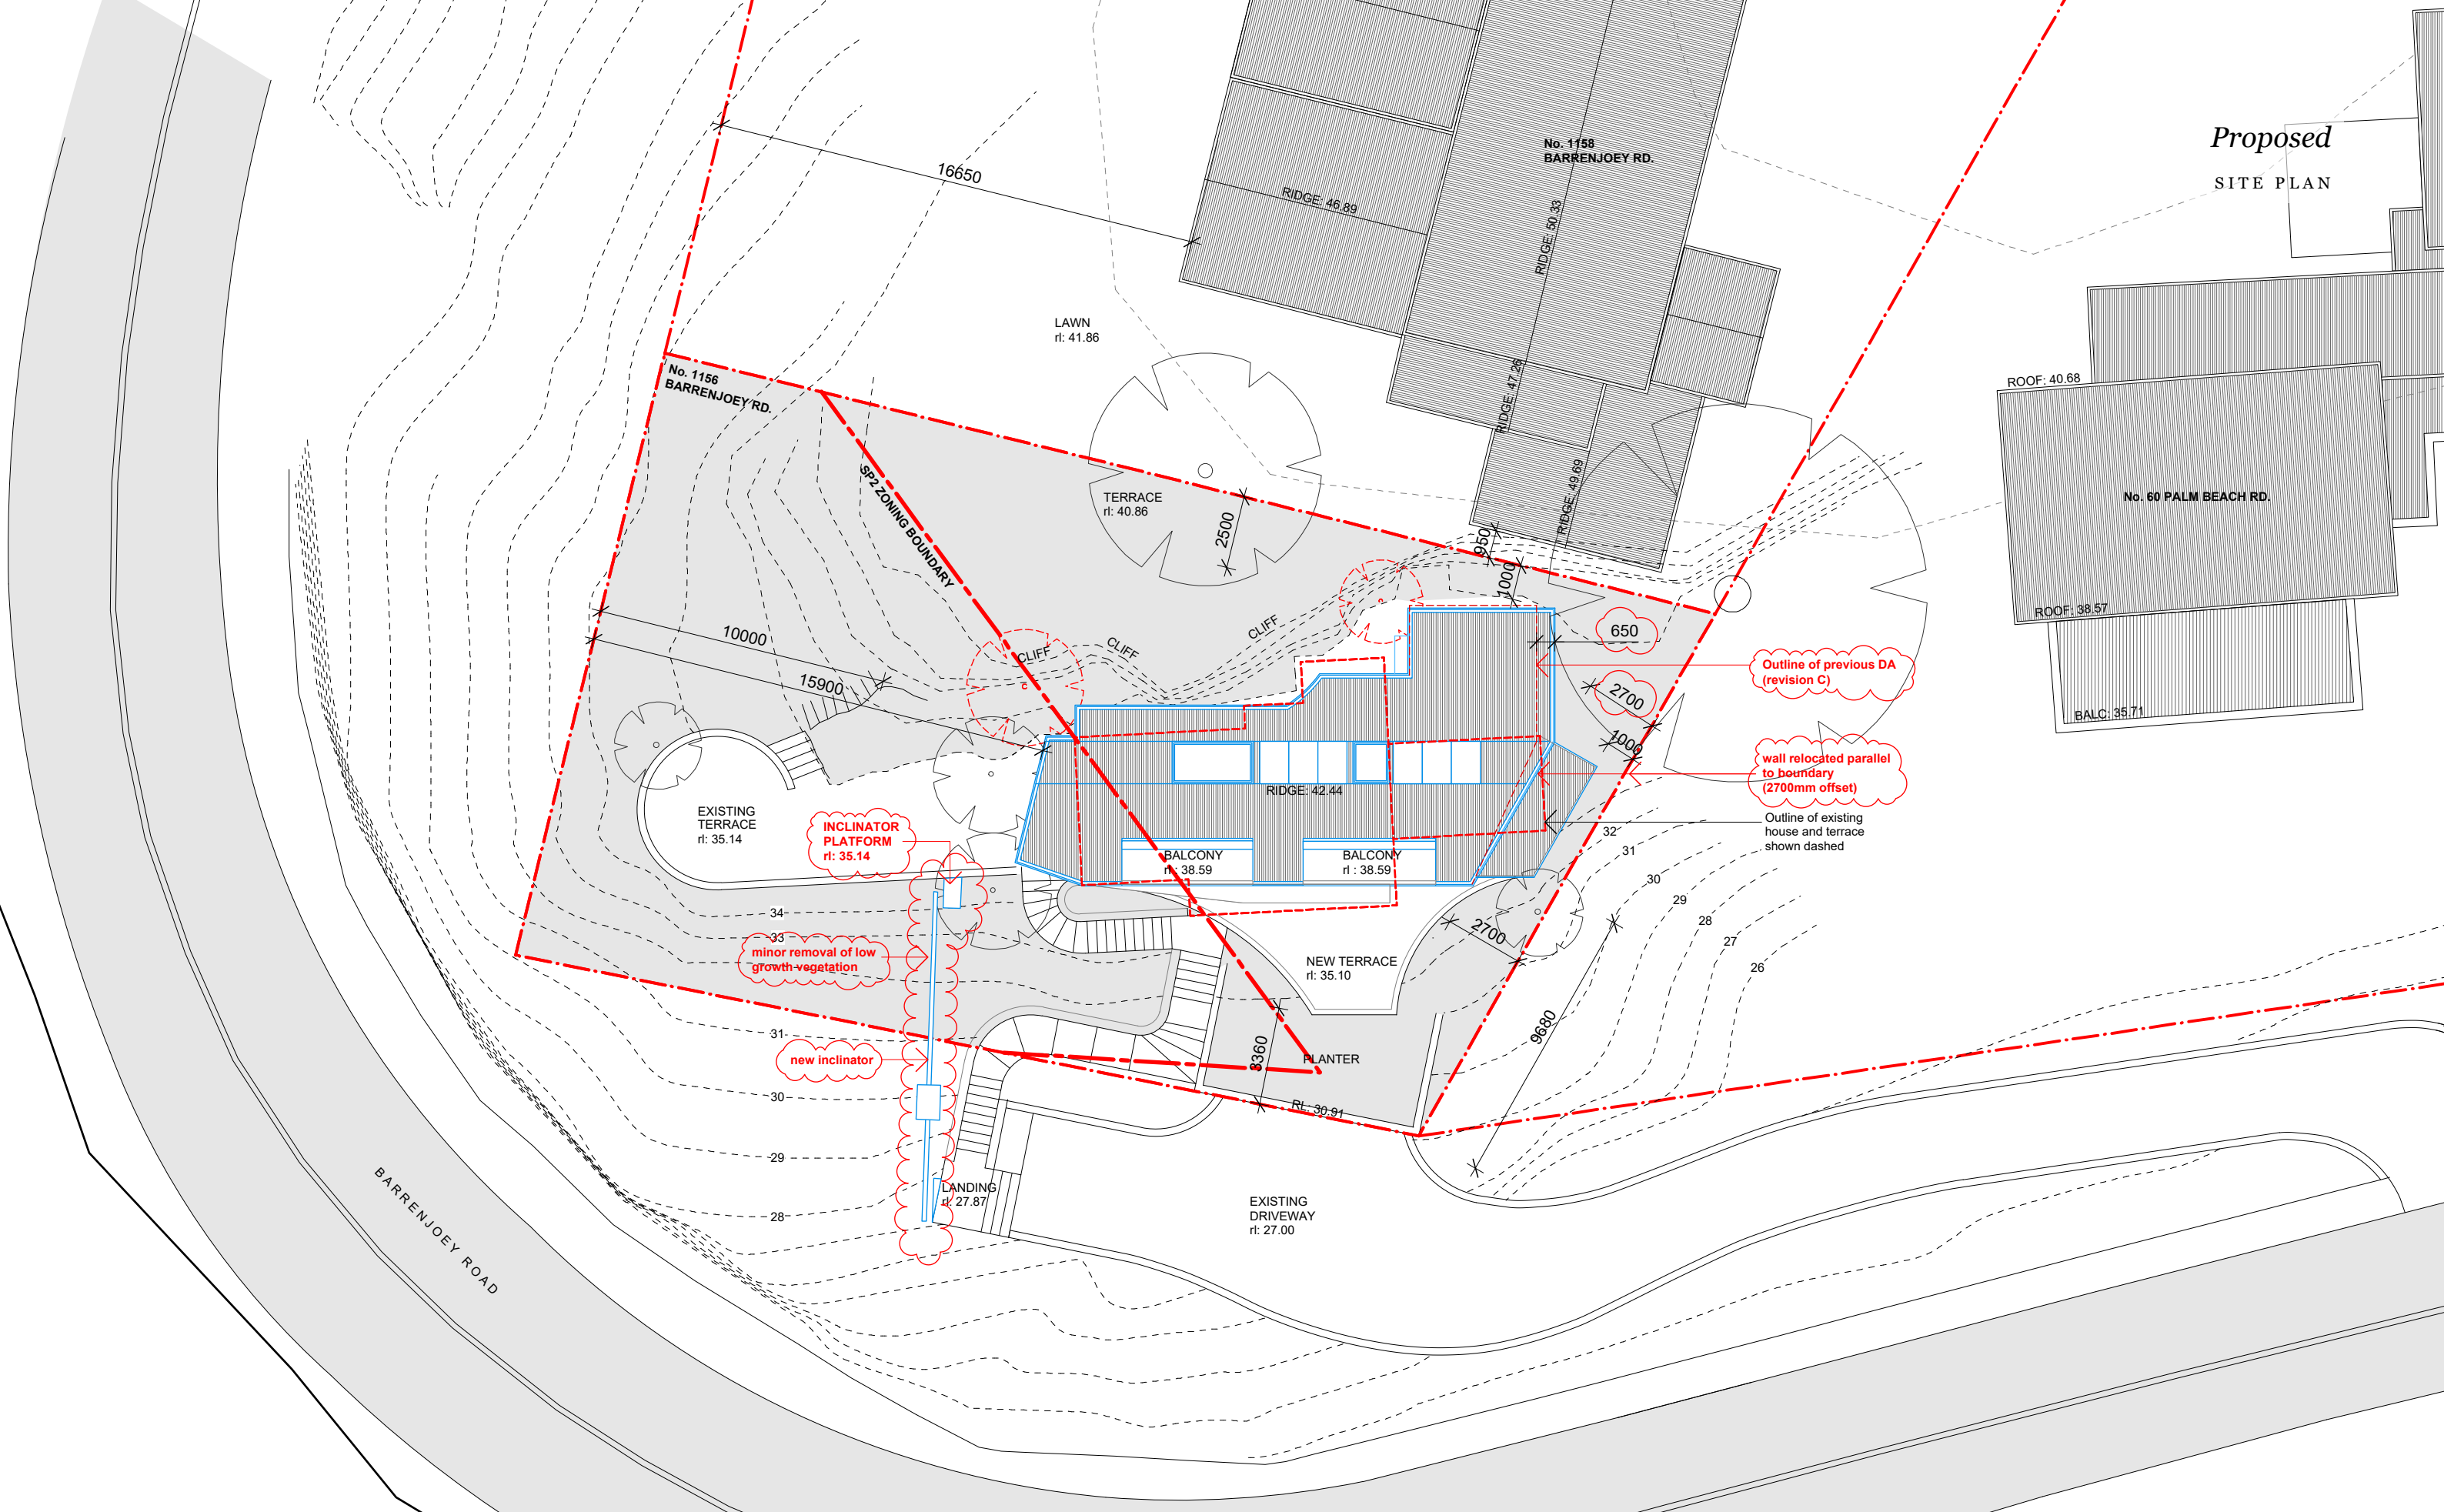 Proposed
SITE PLAN
No. 1158
BARRENJOEY RD.
16650
RIDGE: 46.89
RIDGE: 50.33
LAWN
rl: 41.86
No. 1156
BARRENJOEY RD.
RIDGE: 47.26
ROOF: 40.68
SP2 ZONING BOUNDARY
TERRACE
rl: 40.86
2500
RIDGE: 49.69
No. 60 PALM BEACH RD.
950
1000
ROOF: 38.57
10000
CLIFF
CLIFF
CLIFF
650
Outline of previous DA
(revision C)
15900
2700
BALC: 35.71
1000
wall relocated parallel
to boundary
(2700mm offset)
RIDGE: 42.44
EXISTING
TERRACE
rl: 35.14
INCLINATOR
PLATFORM
rl: 35.14
Outline of existing
house and terrace
shown dashed
BALCONY
rl : 38.59
BALCONY
rl : 38.59
32
31
30
29
28
27
26
34
33
minor removal of low
growth vegetation
2700
NEW TERRACE
rl: 35.10
9680
31
new inclinator
3360
PLANTER
30
RL: 30.91
29
LANDING
rl: 27.87
28
EXISTING
DRIVEWAY
rl: 27.00
BARRENJOEY ROAD